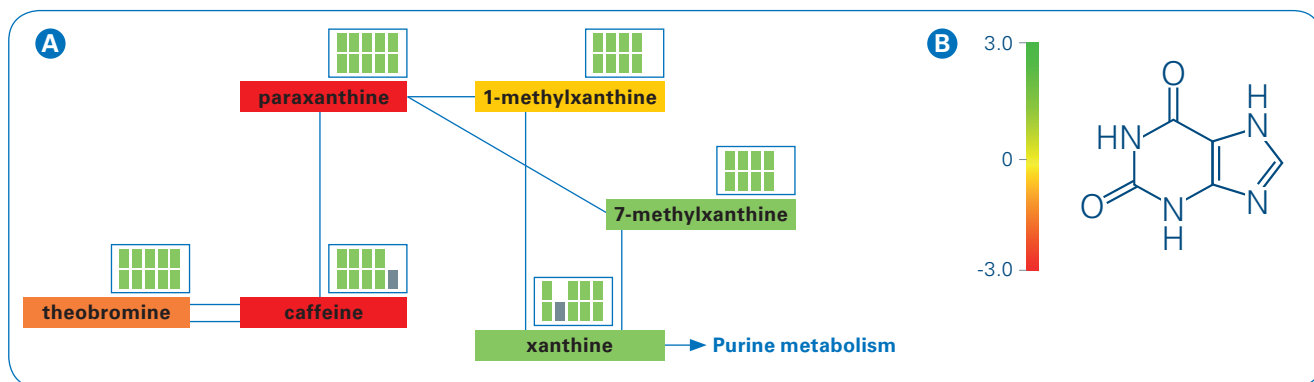 A
paraxanthine
1-methylxanthine
7-methylxanthine
theobromine
caffeine
xanthine
Purine metabolism
B
3.0
0
-3.0
O
H
N
HN
O
N
H
N